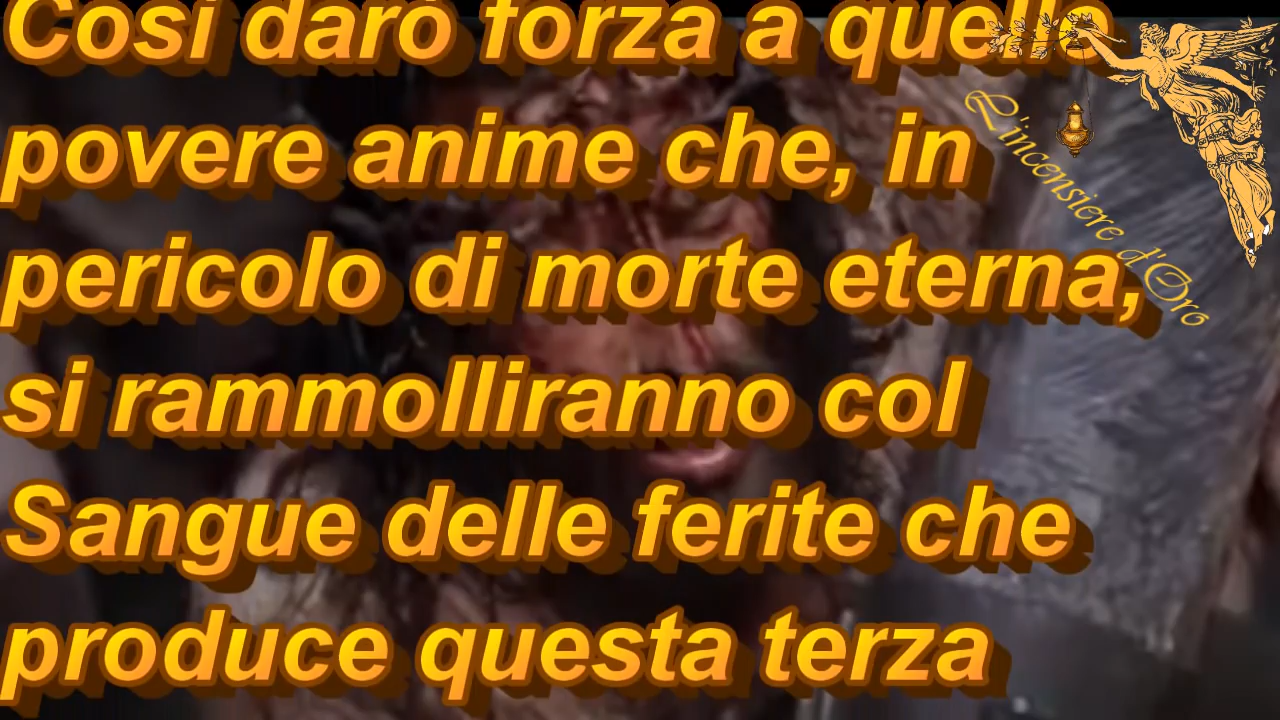 Così darò forza a quelle
povere anime che, in
pericolo di morte eterna,
si rammolliranno col
Sangue delle ferite che
produce questa terza
L'incensiere d'Oro